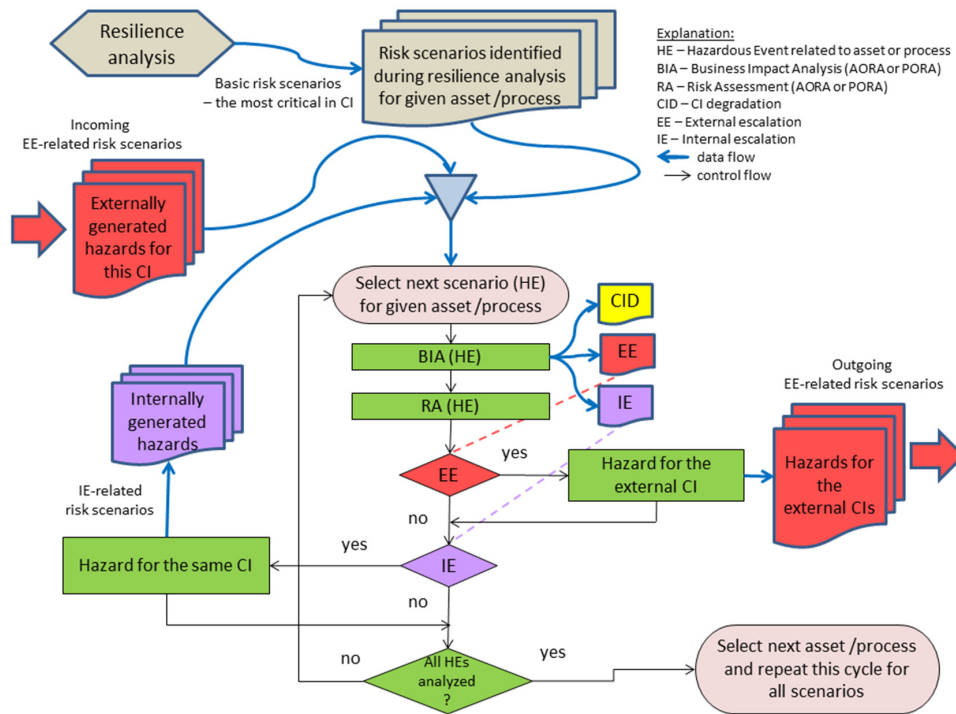 Resilience
analysis
Basic risk scenarios
– the most critical in CI
Risk scenarios identified
during resilience analysis
for given asset /process
Explanation:
HE – Hazardous Event related to asset or process
BIA – Business Impact Analysis (AORA or PORA)
RA – Risk Assessment (AORA or PORA)
CID – CI degradation
EE – External escalation
IE – Internal escalation
data flow
control flow
Incoming
EE-related risk scenarios
Externally
generated
hazards for
this CI
Select next scenario (HE)
for given asset /process
CID
BIA (HE)
EE
RA (HE)
IE
Internally
generated
hazards
IE-related
risk scenarios
EE
yes
no
Hazard for the
external CI
Outgoing
EE-related risk scenarios
Hazards for
the
external CIs
IE
yes
no
Hazard for the same CI
All HEs
analyzed
?
no
yes
Select next asset /process
and repeat this cycle for
all scenarios